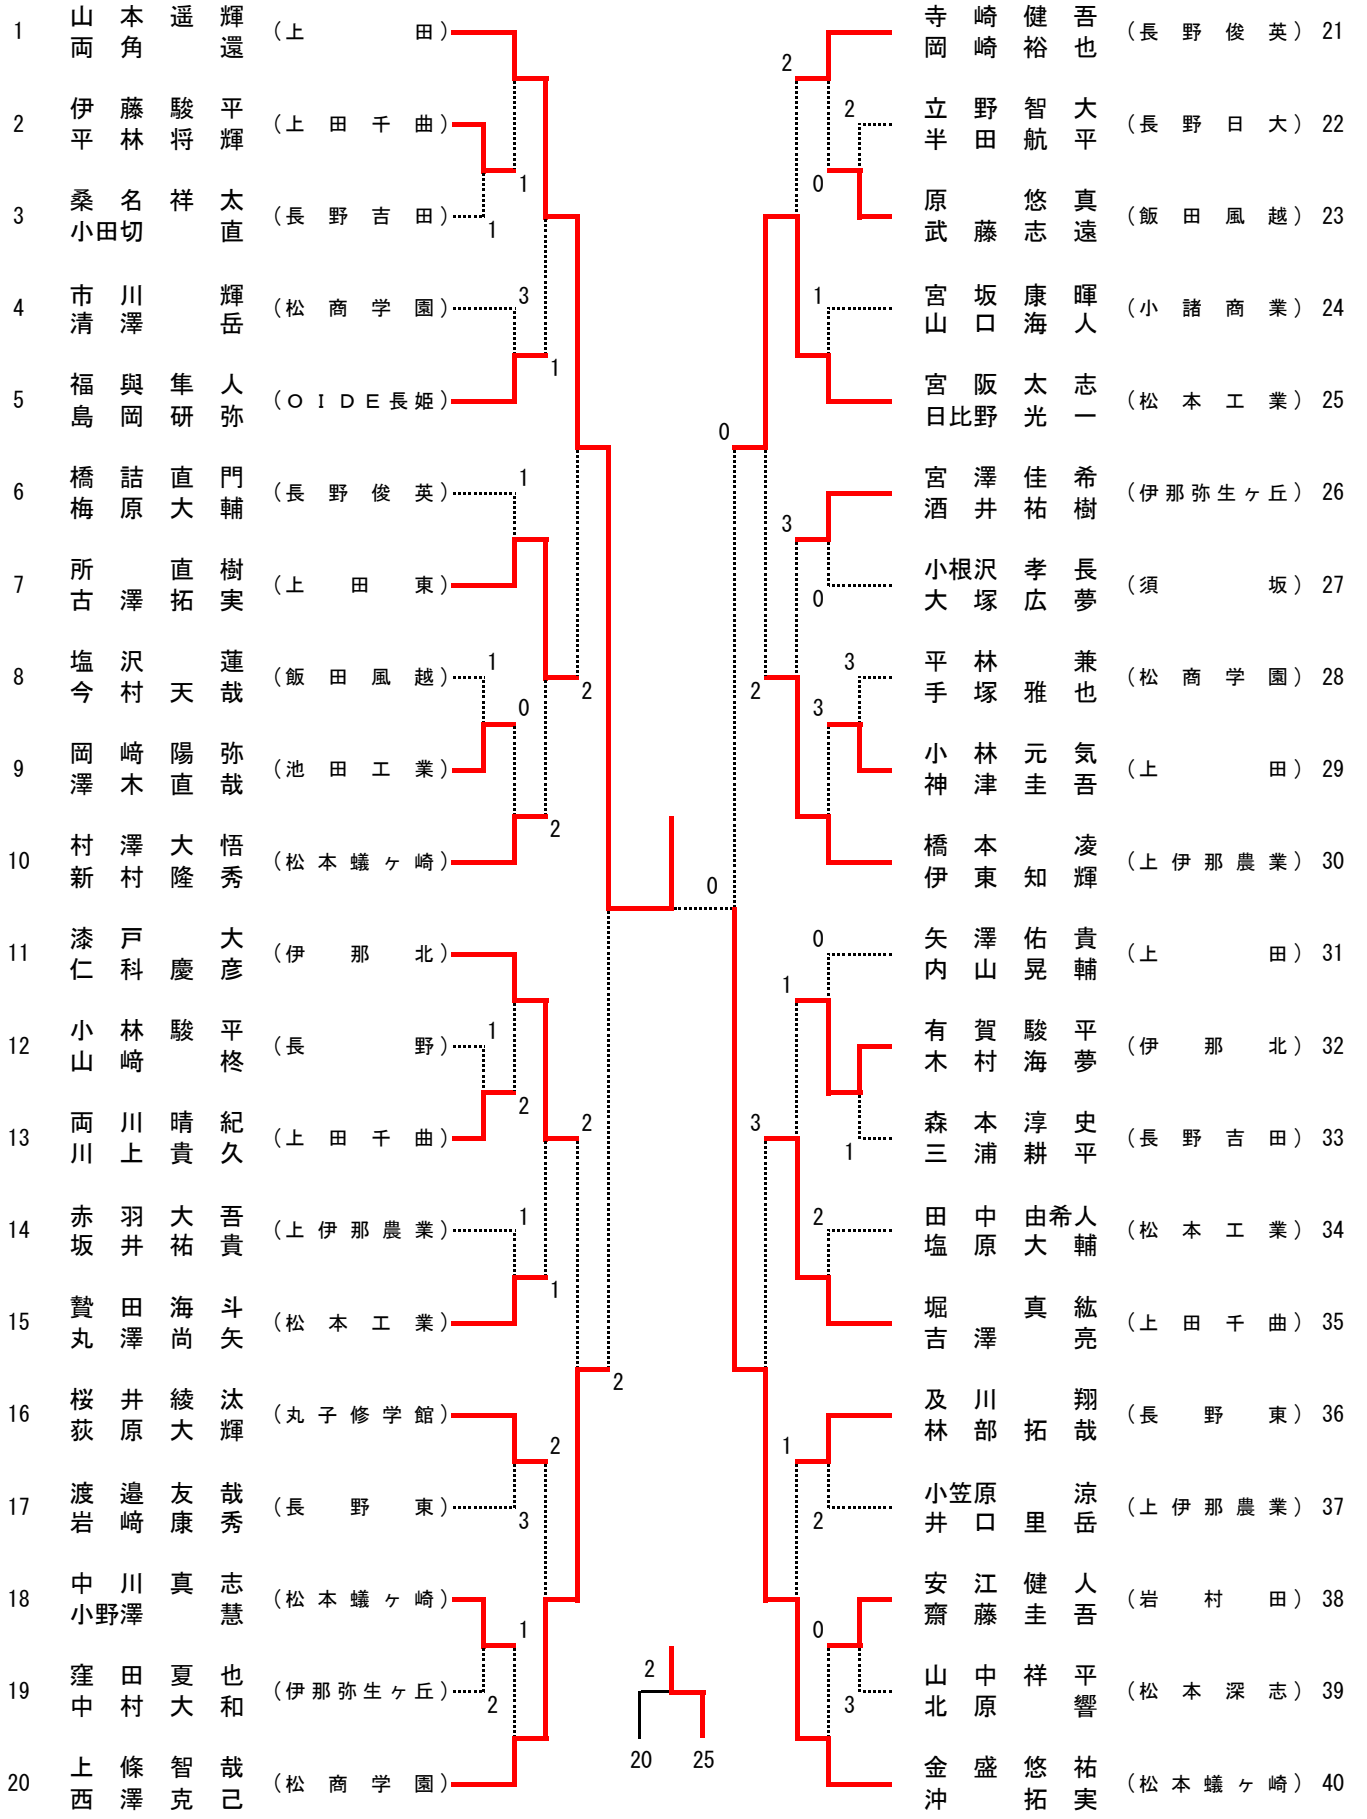 1 山本遥輝 (上田)
両角還
2 伊藤駿平 (上田千曲)
平林将輝
1
3 桑名祥太 (長野吉田)
小田切直
1
4 市川輝 (松商学園)
清澤岳
3
1
5 福與隼人 (OIDE長姫)
島岡研弥
6 橋詰直門 (長野俊英)
梅原大輔
1
7 所直樹 (上田東)
古澤拓実
8 塩沢蓮 (飯田風越)
今村天哉
1
2
0
9 岡﨑陽弥 (池田工業)
澤木直哉
2
10 村澤大悟 (松本蟻ヶ崎)
新村隆秀
11 漆戸大 (伊那北)
仁科慶彦
12 小林駿平 (長野)
山﨑柊
1
2
13 両川晴紀 (上田千曲)
川上貴久
2
14 赤羽大吾 (上伊那農業)
坂井祐貴
1
1
15 贄田海斗 (松本工業)
丸澤尚矢
2
16 桜井綾汰 (丸子修学館)
荻原大輝
2
17 渡邉友哉 (長野東)
岩﨑康秀
3
18 中川真志 (松本蟻ヶ崎)
小野澤慧
1
19 窪田夏也 (伊那弥生ヶ丘)
中村大和
2
20 上條智哉 (松商学園)
西澤克己
0
0
2
20 25
寺崎健吾 (長野俊英) 21
岡崎裕也
2
2
立野智大 (長野日大) 22
半田航平
0
原悠真 (飯田風越) 23
武藤志遠
1
宮坂康暉 (小諸商業) 24
山口海人
宮阪太志 (松本工業) 25
日比野光一
宮澤佳希 (伊那弥生ヶ丘) 26
酒井祐樹
3
小根沢孝長 (須坂) 27
大塚広夢
0
3
平林兼 (松商学園) 28
手塚雅也
2
3
小林元気 (上田) 29
神津圭吾
橋本凌 (上伊那農業) 30
伊東知輝
0
矢澤佑貴 (上田) 31
内山晃輔
1
有賀駿平 (伊那北) 32
木村海夢
3
森本淳史 (長野吉田) 33
三浦耕平
1
2
田中由希人 (松本工業) 34
塩原大輔
堀真紘 (上田千曲) 35
吉澤亮
及川翔 (長野東) 36
林部拓哉
1
小笠原涼 (上伊那農業) 37
井口里岳
2
安江健人 (岩村田) 38
齋藤圭吾
0
山中祥平 (松本深志) 39
北原響
3
金盛悠祐 (松本蟻ヶ崎) 40
沖拓実